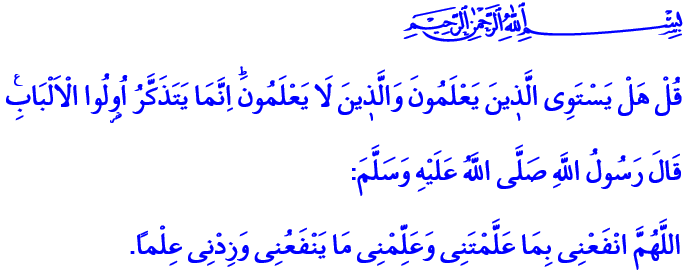 بِسْمِ اللهِ الرَّحْمٰنِ الرَّحِيمِ
قُلْ هَلْ يَسْتَوِى الَّذ۪ينَ يَعْلَمُونَ وَالَّذ۪ينَ لَا يَعْلَمُونَۜ اِنَّمَا يَتَذَكَّرُ اُو۬لُوا الْاَلْبَابِ۟
قَالَ رَسُولُ اللَّهِ صَلَّى اللَّهُ عَلَيْهِ وَسَلَّمَ:
اللَّهُمَّ انْفَعْنِى بِمَا عَلَّمْتَنِى وَعَلِّمْنِى مَا يَنْفَعُنِى وَزِدْنِى عِلْماً.